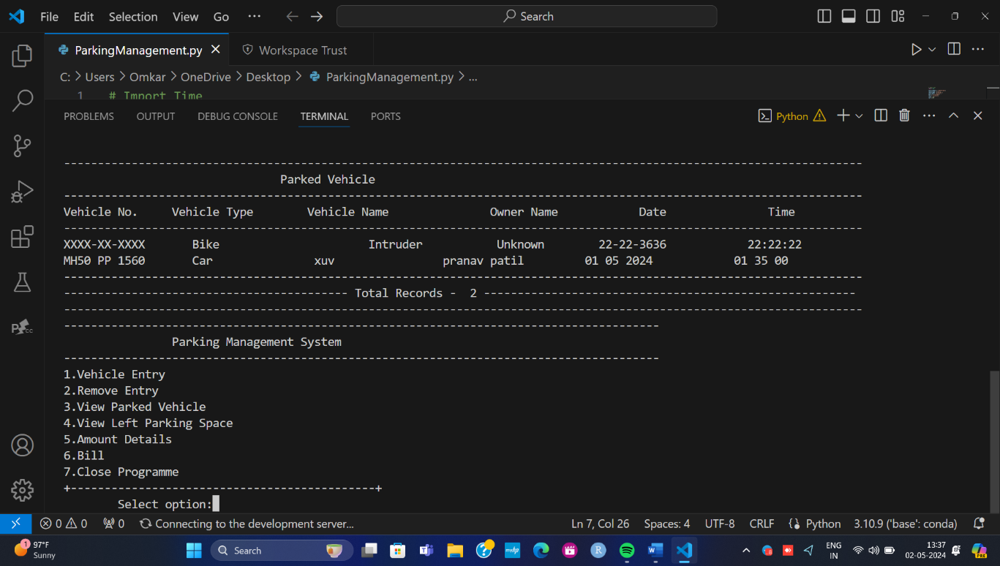 File Edit Selection View Go ··· Search
ParkingManagement.py Workspace Trust
C: > Users > Omkar > OneDrive > Desktop > ParkingManagement.py > ...
1 # Import Time
PROBLEMS OUTPUT DEBUG CONSOLE TERMINAL PORTS Python
Parked Vehicle
Vehicle No. Vehicle Type Vehicle Name Owner Name Date Time
XXXX-XX-XXXX Bike Intruder Unknown 22-22-3636 22:22:22
MH50 PP 1560 Car xuv pranav patil 01 05 2024 01 35 00
Total Records - 2
Parking Management System
1.Vehicle Entry
2.Remove Entry
3.View Parked Vehicle
4.View Left Parking Space
5.Amount Details
6.Bill
7.Close Programme
+---------------------------------------------+
Select option:
0 0 0 Connecting to the development server... Ln 7, Col 26 Spaces: 4 UTF-8 CRLF Python 3.10.9 ('base': conda)
1 97°F Search ENG 13:37
Sunny IN 02-05-2024